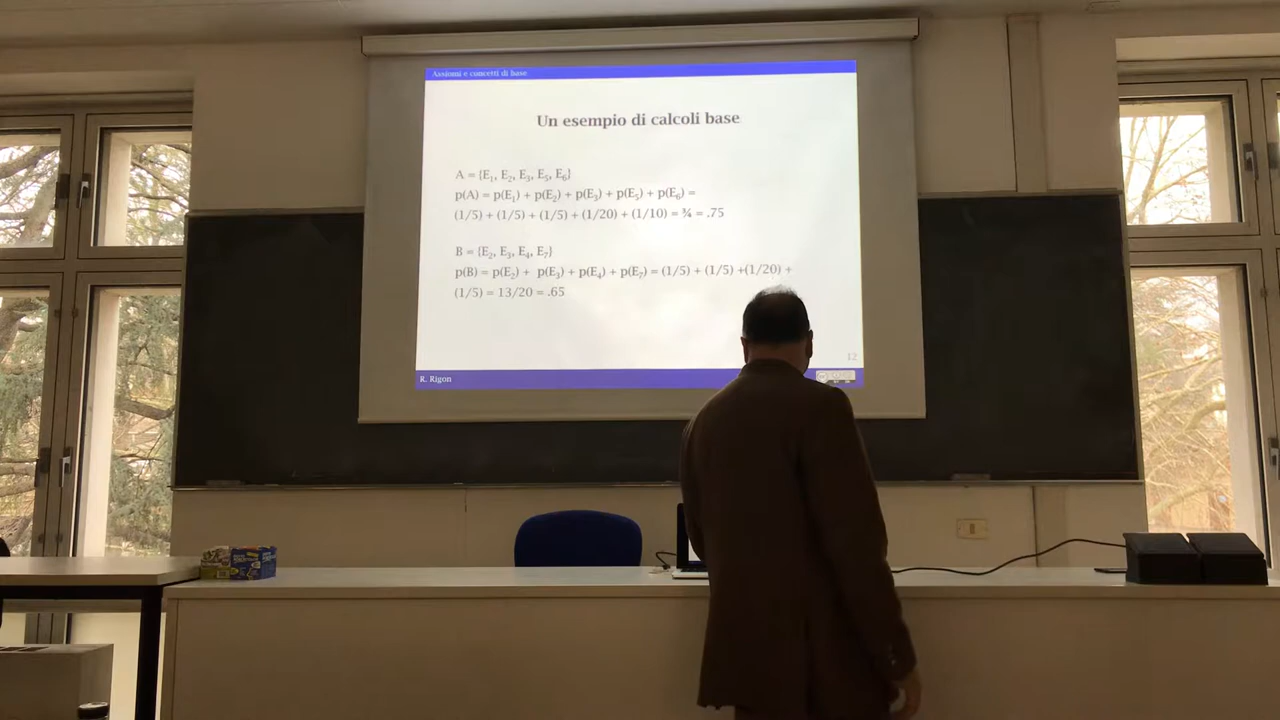 Assiomi e concetti di base
Un esempio di calcoli base
A = {E₁, E₂, E₃, E₅, E₆}
p(A) = p(E₁) + p(E₂) + p(E₃) + p(E₅) + p(E₆) =
(1/5) + (1/5) + (1/5) + (1/20) + (1/10) = ¾ = .75
B = {E₂, E₃, E₄, E₇}
p(B) = p(E₂) + p(E₃) + p(E₄) + p(E₇) = (1/5) + (1/5) +(1/20) +
(1/5) = 13/20 = .65
12
R. Rigon